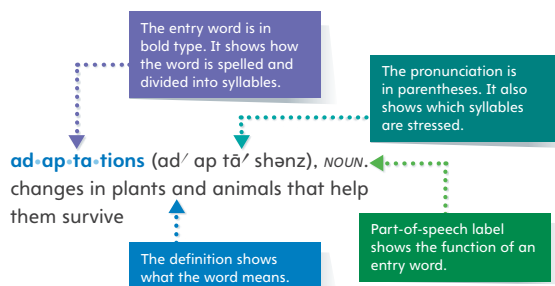 The entry word is in
bold type. It shows how
the word is spelled and
divided into syllables.
The pronunciation is
in parentheses. It also
shows which syllables
are stressed.
ad•ap•ta•tions (ad′ ap tā′ shənz), NOUN.
changes in plants and animals that help
them survive
The definition shows
what the word means.
Part-of-speech label
shows the function of an
entry word.